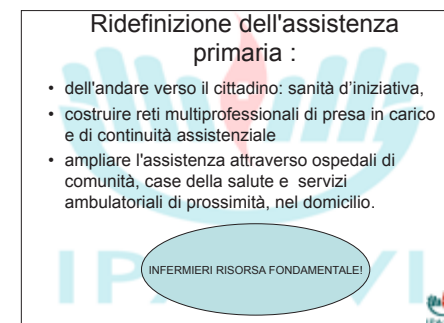 Ridefinizione dell'assistenza
primaria :
• dell'andare verso il cittadino: sanità d'iniziativa,
• costruire reti multiprofessionali di presa in carico
e di continuità assistenziale
• ampliare l'assistenza attraverso ospedali di
comunità, case della salute e servizi
ambulatoriali di prossimità, nel domicilio.
INFERMIERI RISORSA FONDAMENTALE!